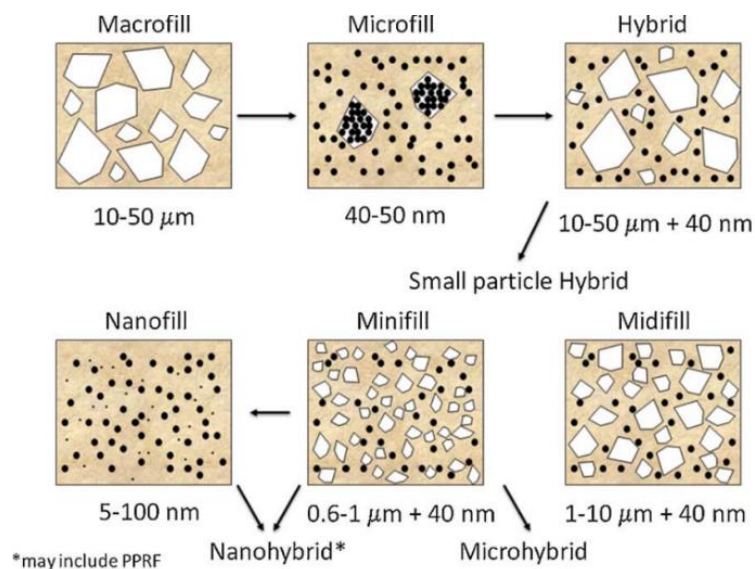 Macrofill
Microfill
Hybrid
10-50 μm
40-50 nm
10-50 μm + 40 nm
Small particle Hybrid
Nanofill
Minifill
Midifill
5-100 nm
0.6-1 μm + 40 nm
1-10 μm + 40 nm
*may include PPRF
Nanohybrid*
Microhybrid